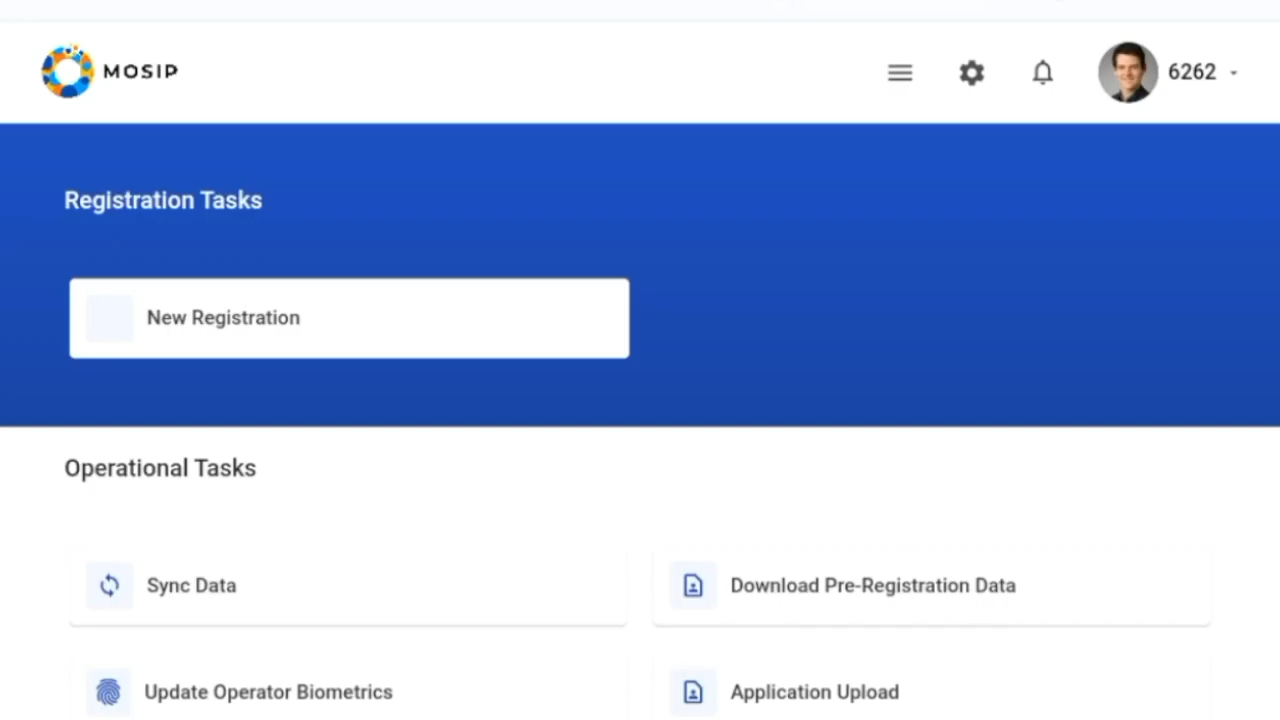 MOSIP
6262
Registration Tasks
New Registration
Operational Tasks
Sync Data
Download Pre-Registration Data
Update Operator Biometrics
Application Upload